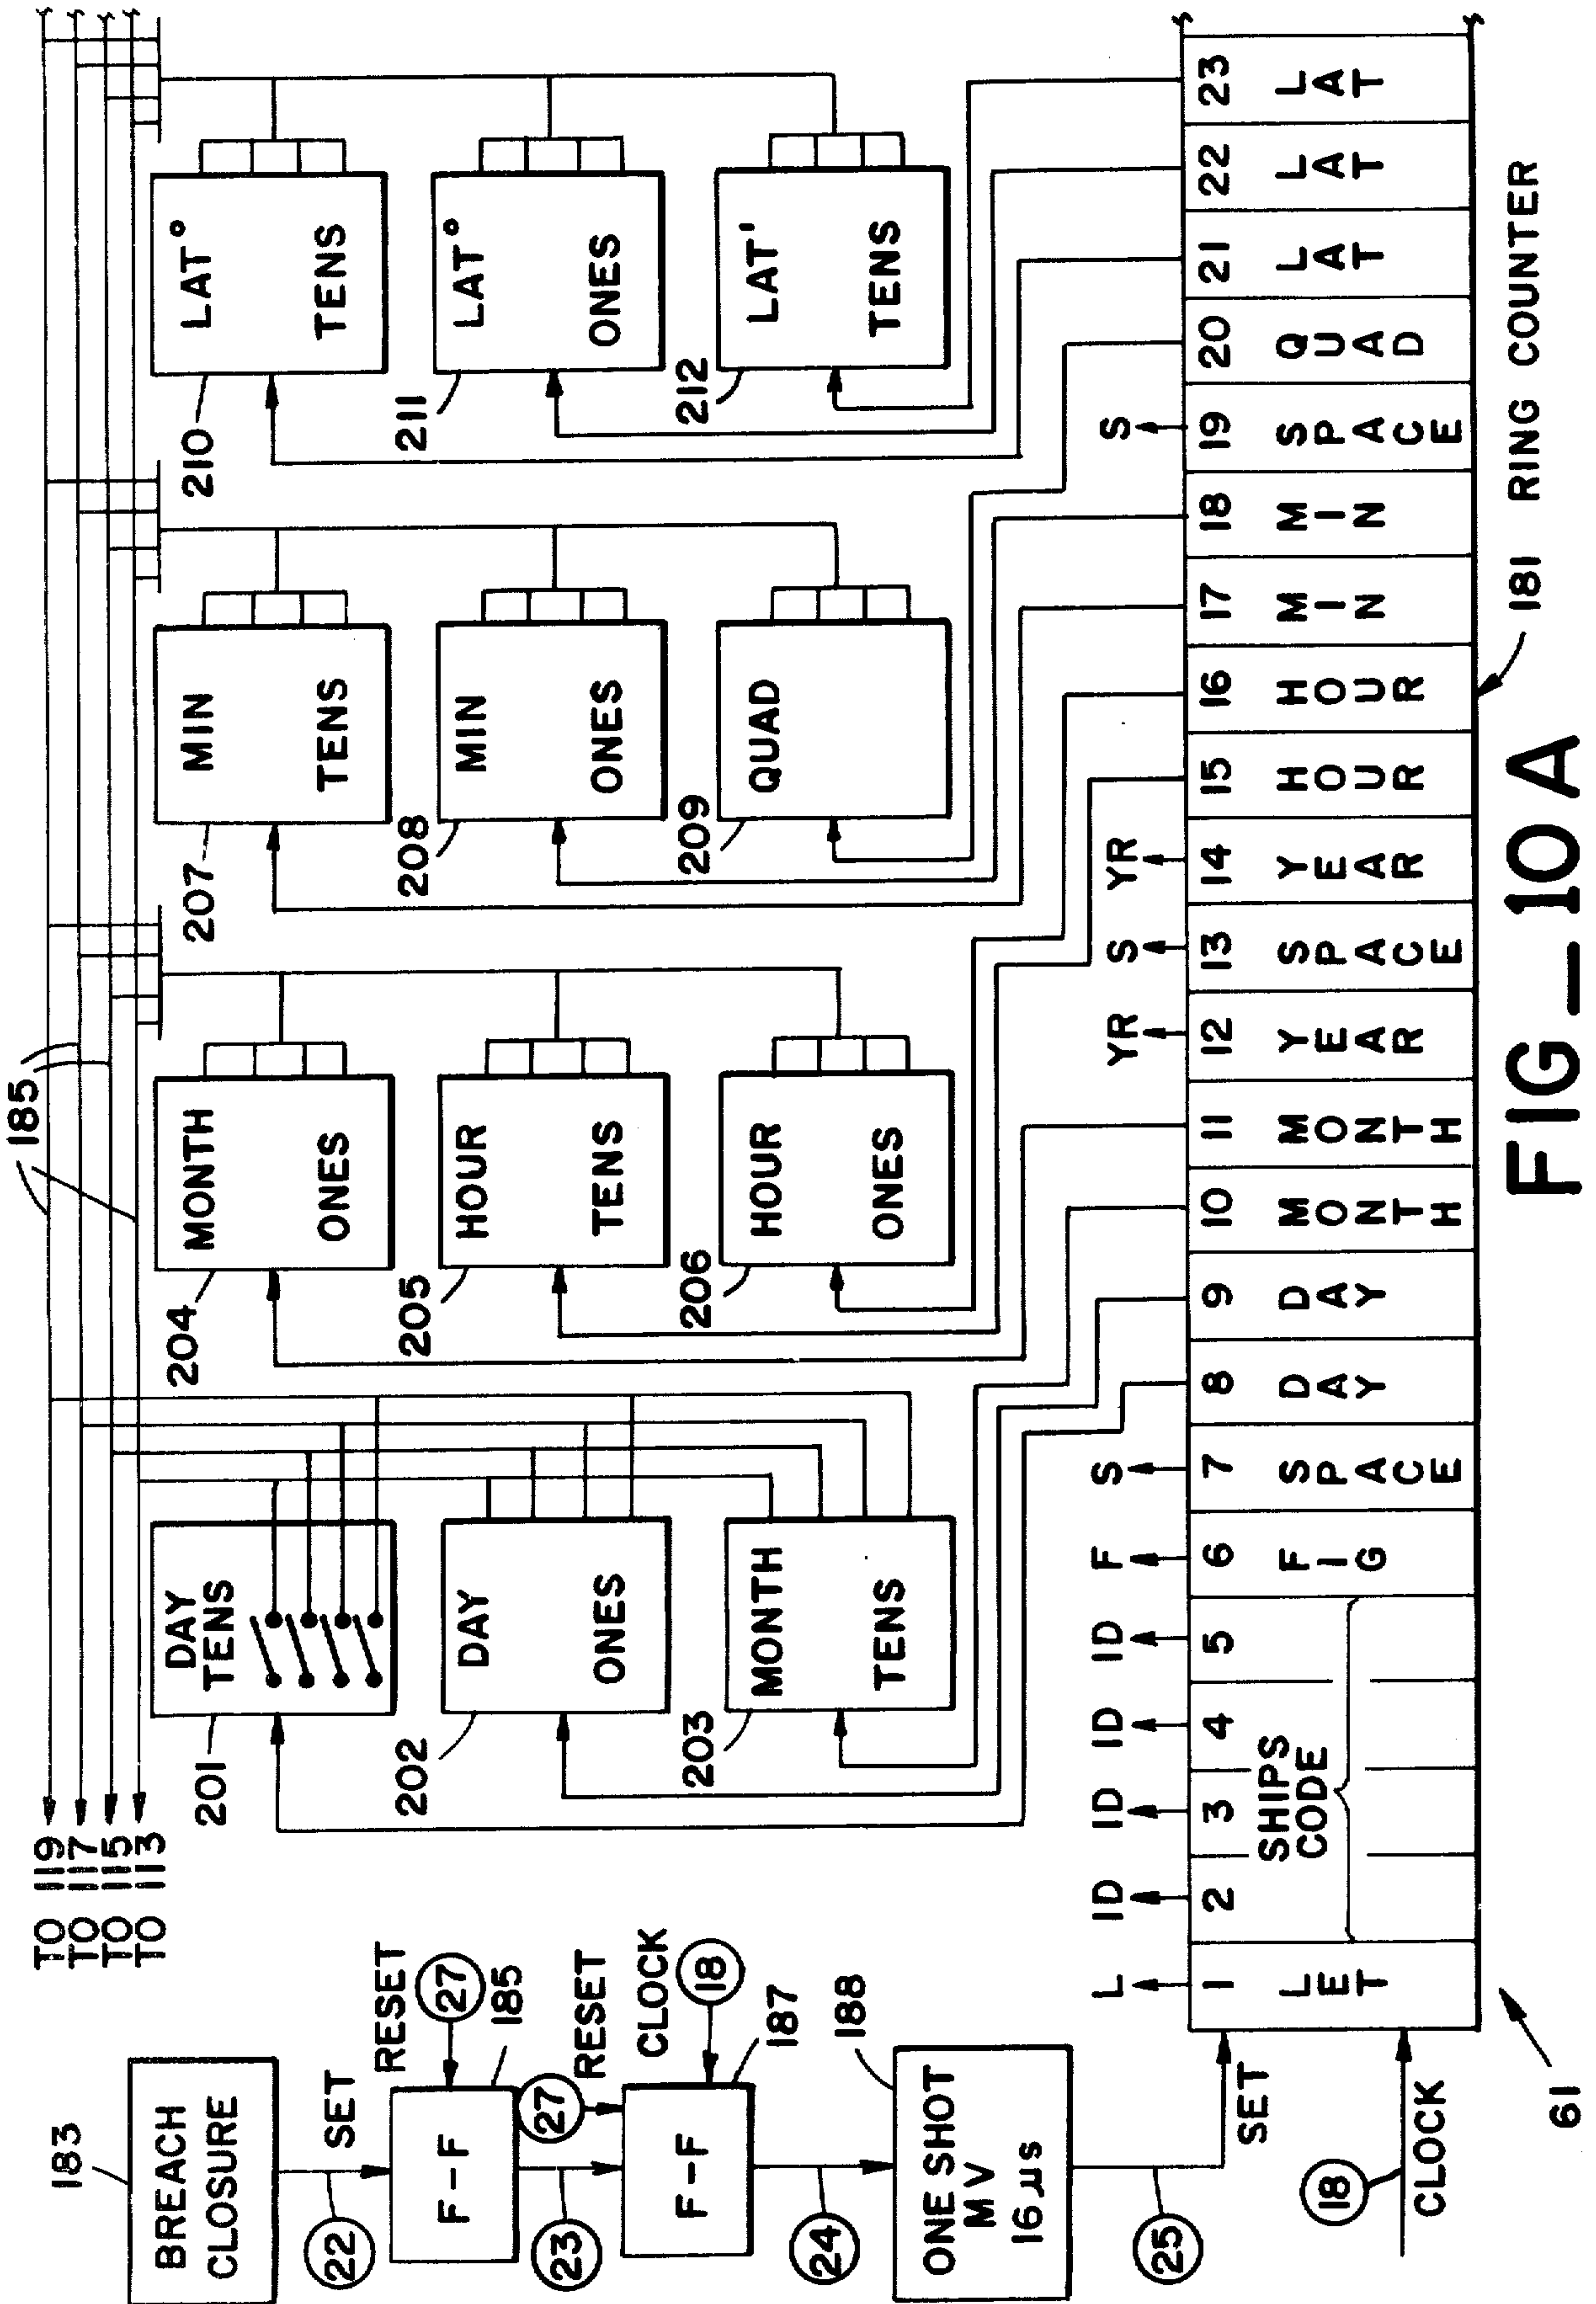 TO 119
TO 117
TO 115
TO 113
185
183
BREACH
CLOSURE
22
SET
RESET
27
F-F
185
23
27
RESET
CLOCK
18
F-F
187
24
188
ONE SHOT
MV
16 µs
25
SET
18
CLOCK
61
201
DAY
TENS
202
DAY
ONES
203
MONTH
TENS
204
MONTH
ONES
205
HOUR
TENS
206
HOUR
ONES
207
MIN
TENS
208
MIN
ONES
209
QUAD
210
LAT°
TENS
211
LAT°
ONES
212
LAT'
TENS
L ID ID ID ID F S YR S YR S
1 2 3 4 5 6 7 8 9 10 11 12 13 14 15 16 17 18 19 20 21 22 23
LET
SHIPS
CODE
FIG
SPACE
DAY
DAY
MONTH
MONTH
YEAR
SPACE
YEAR
HOUR
HOUR
MIN
MIN
SPACE
QUAD
LAT
LAT
LAT
181 RING COUNTER
FIG_10A